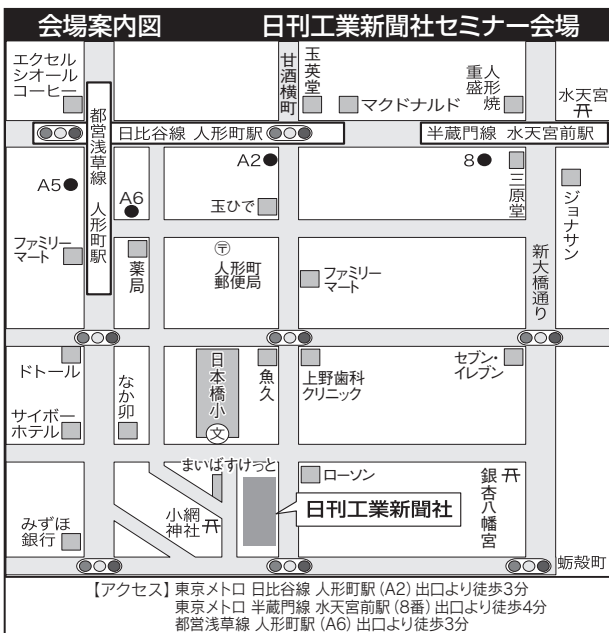 会場案内図 日刊工業新聞社セミナー会場
エクセル
シオール
コーヒー
都営浅草線 人形町駅
甘酒横町
玉英堂
マクドナルド
人形焼
重盛
水天宮
日比谷線 人形町駅
半蔵門線 水天宮前駅
A5
A6
A2
8
玉ひで
三原堂
ジョナサン
ファミリー
マート
薬局
〒
人形町
郵便局
ファミリー
マート
新大橋通り
ドトール
なか卯
日本橋小
文
魚久
上野歯科
クリニック
セブン・
イレブン
サイボー
ホテル
まいばすけっと
ローソン
銀杏八幡宮
小網
神社
日刊工業新聞社
みずほ
銀行
蛎殻町
【アクセス】東京メトロ 日比谷線 人形町駅(A2)出口より徒歩3分
東京メトロ 半蔵門線 水天宮前駅(8番)出口より徒歩4分
都営浅草線 人形町駅(A6)出口より徒歩3分